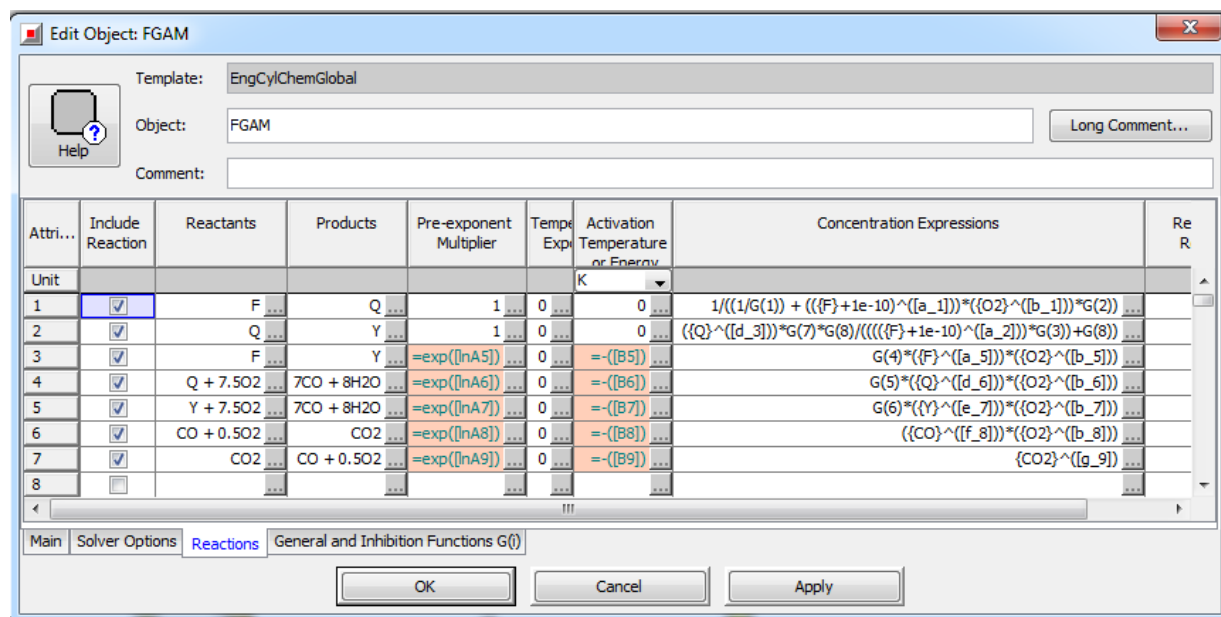 Edit Object: FGAM
Template: EngCylChemGlobal
Help
Object: FGAM Long Comment...
Comment:
Attri... Include Reaction Reactants Products Pre-exponent Multiplier Tempe Expo Activation Temperature or Energy Concentration Expressions Re R
Unit K
1 F ... Q ... 1 ... 0 ... 0 ... 1/((1/G(1)) + (({F}+1e-10)^([a_1]))*({O2}^([b_1]))*G(2)) ...
2 Q ... Y ... 1 ... 0 ... 0 ... ({Q}^([d_3]))*G(7)*G(8)/((((({F}+1e-10)^([a_2]))*G(3))+G(8)) ...
3 F ... Y ... =exp([lnA5]) ... 0 ... =-([B5]) ... G(4)*({F}^([a_5]))*({O2}^([b_5])) ...
4 Q + 7.5O2 ... 7CO + 8H2O ... =exp([lnA6]) ... 0 ... =-([B6]) ... G(5)*({Q}^([d_6]))*({O2}^([b_6])) ...
5 Y + 7.5O2 ... 7CO + 8H2O ... =exp([lnA7]) ... 0 ... =-([B7]) ... G(6)*({Y}^([e_7]))*({O2}^([b_7])) ...
6 CO + 0.5O2 ... CO2 ... =exp([lnA8]) ... 0 ... =-([B8]) ... ({CO}^([f_8]))*({O2}^([b_8])) ...
7 CO2 ... CO + 0.5O2 ... =exp([lnA9]) ... 0 ... =-([B9]) ... {CO2}^([g_9]) ...
8 ... ... ... ... ... ...
Main Solver Options Reactions General and Inhibition Functions G(i)
OK Cancel Apply